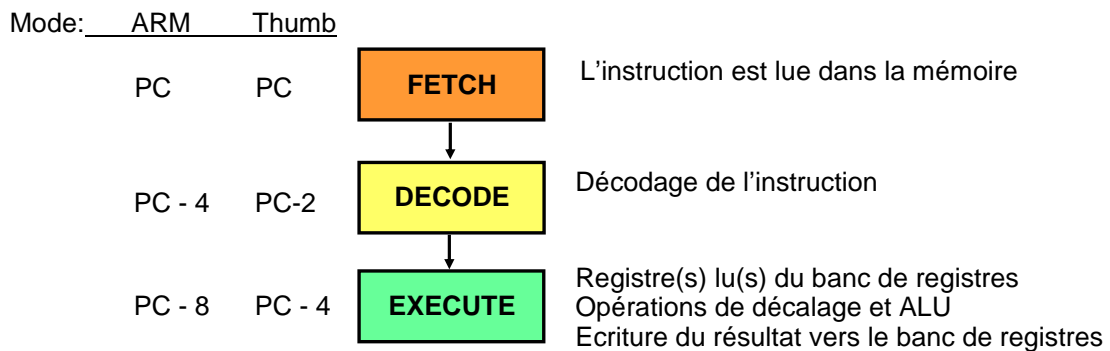 Mode: ARM Thumb
PC PC FETCH L'instruction est lue dans la mémoire
PC - 4 PC-2 DECODE Décodage de l'instruction
PC - 8 PC - 4 EXECUTE Registre(s) lu(s) du banc de registres
Opérations de décalage et ALU
Ecriture du résultat vers le banc de registres